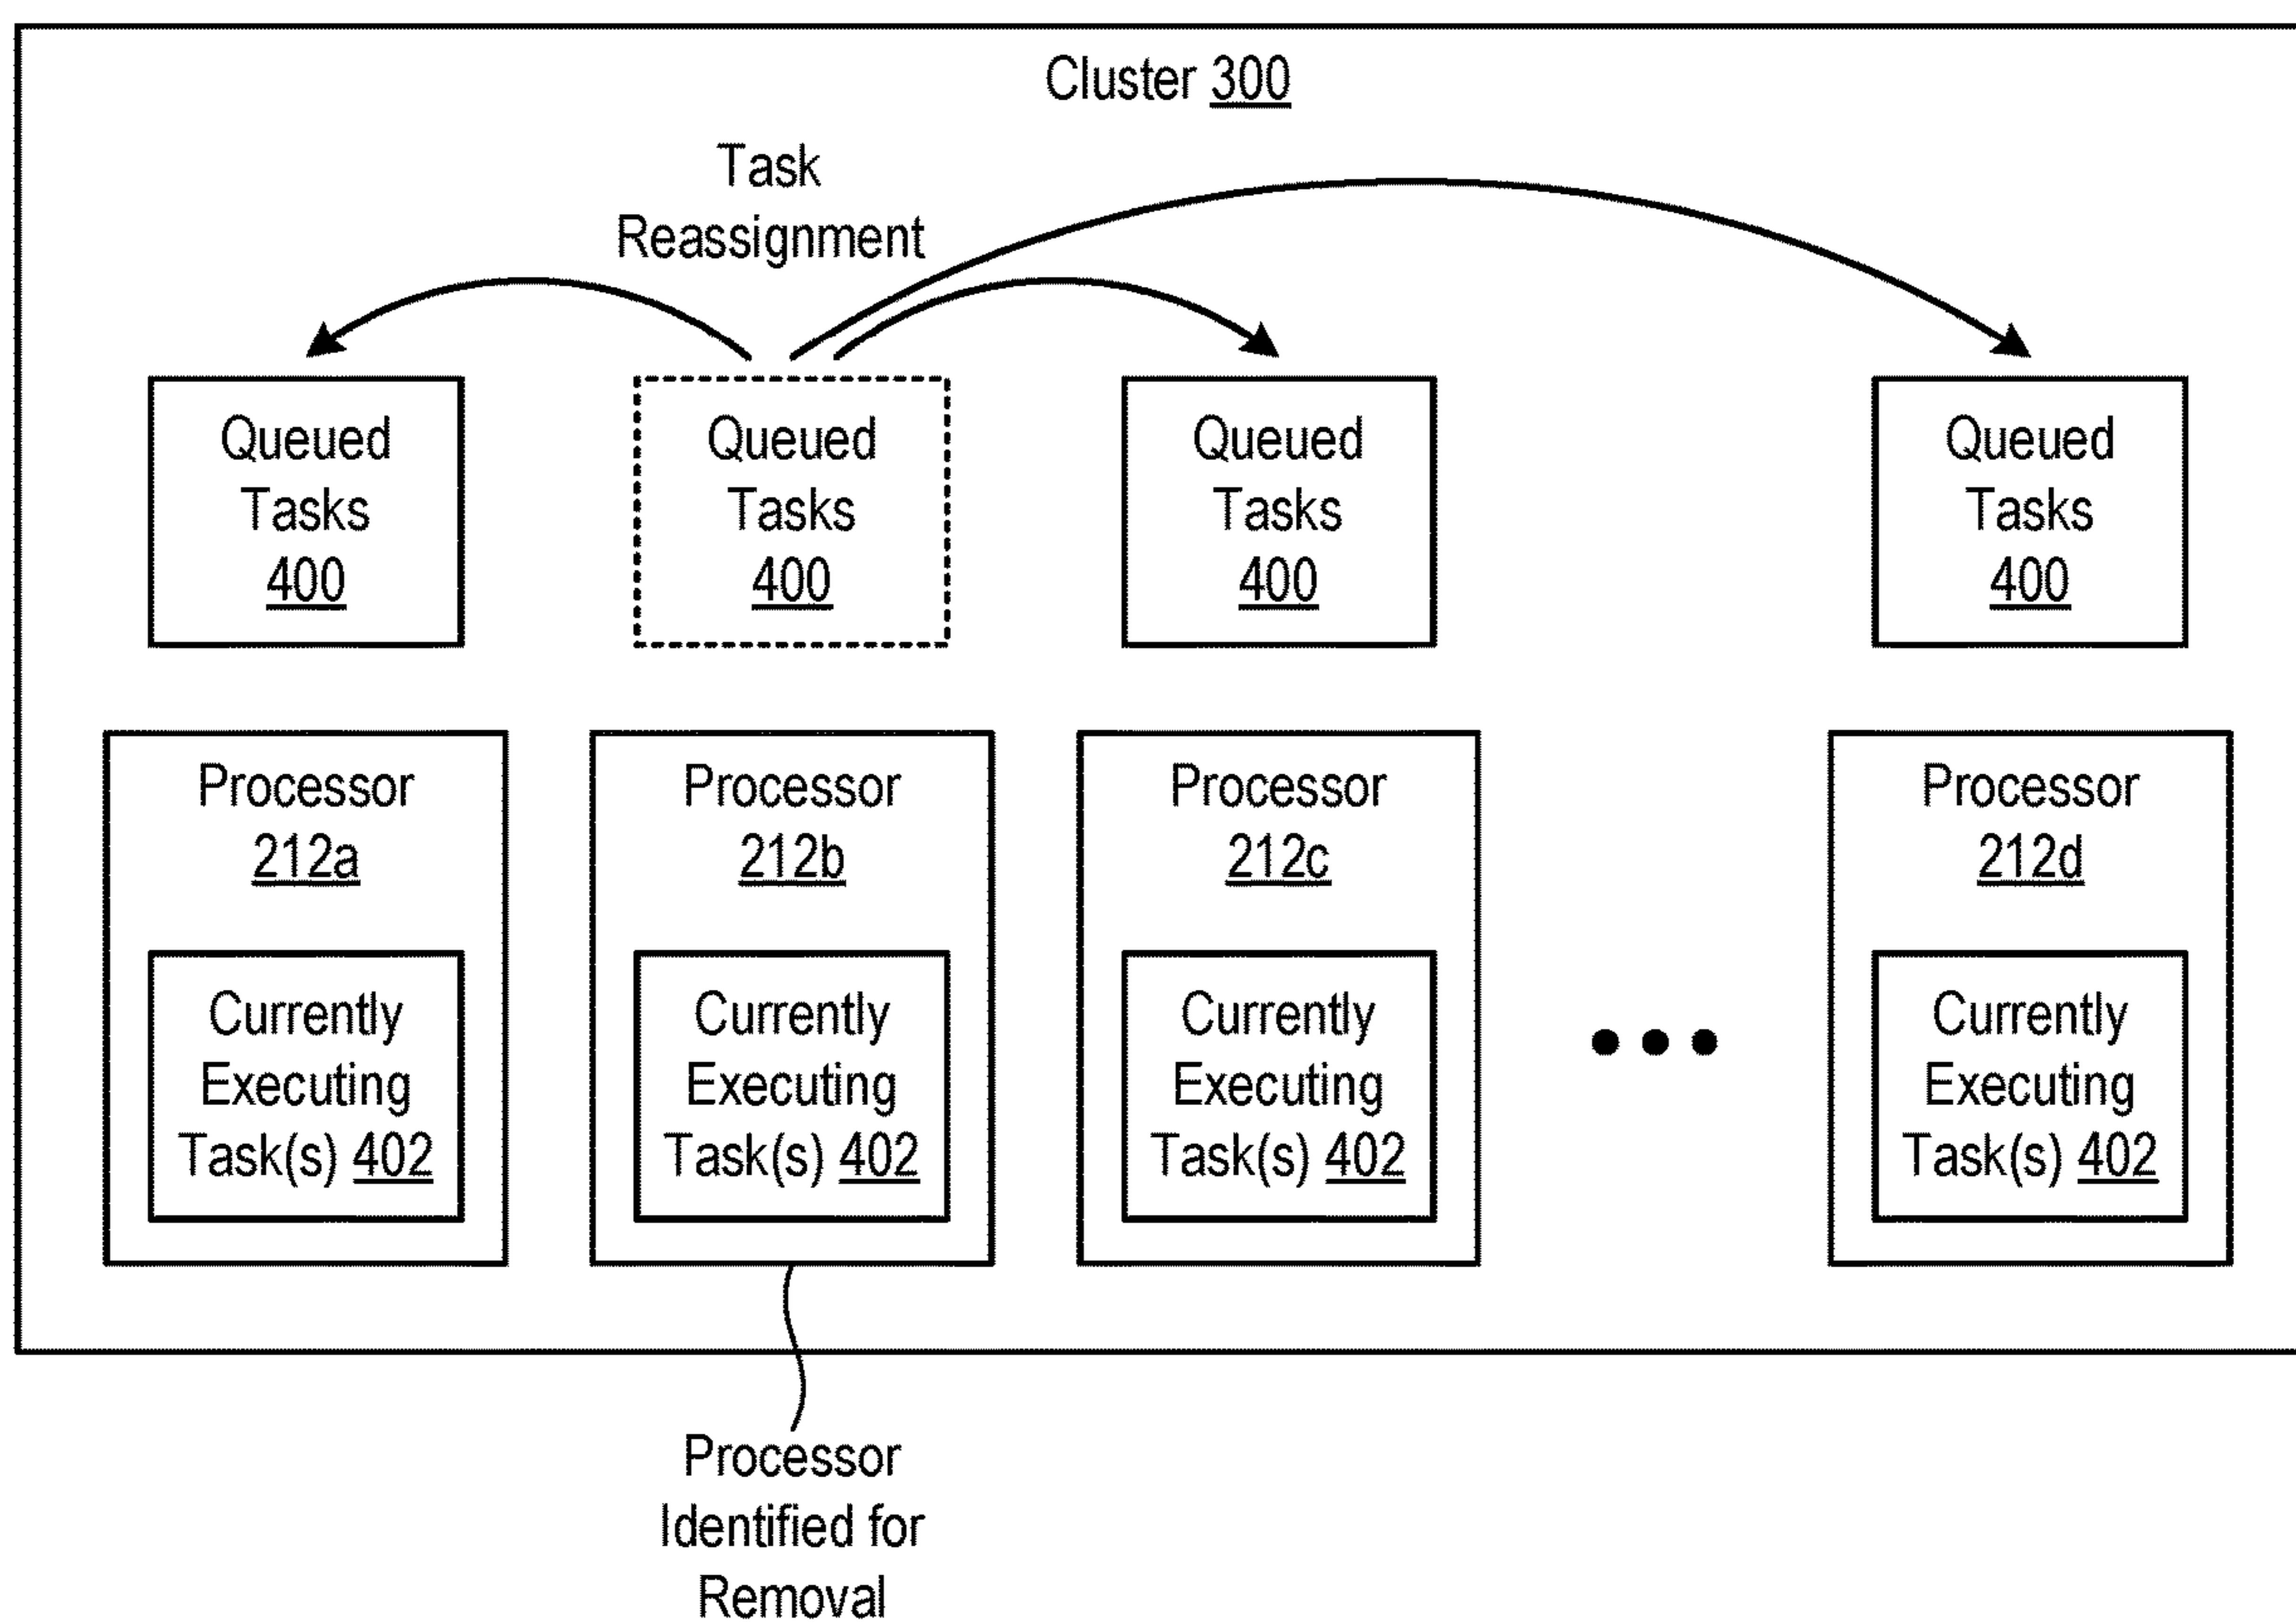 Cluster 300
Task
Reassignment
Queued
Tasks
400
Queued
Tasks
400
Queued
Tasks
400
Queued
Tasks
400
Processor
212a
Currently
Executing
Task(s) 402
Processor
212b
Currently
Executing
Task(s) 402
Processor
212c
Currently
Executing
Task(s) 402
Processor
212d
Currently
Executing
Task(s) 402
Processor
Identified for
Removal